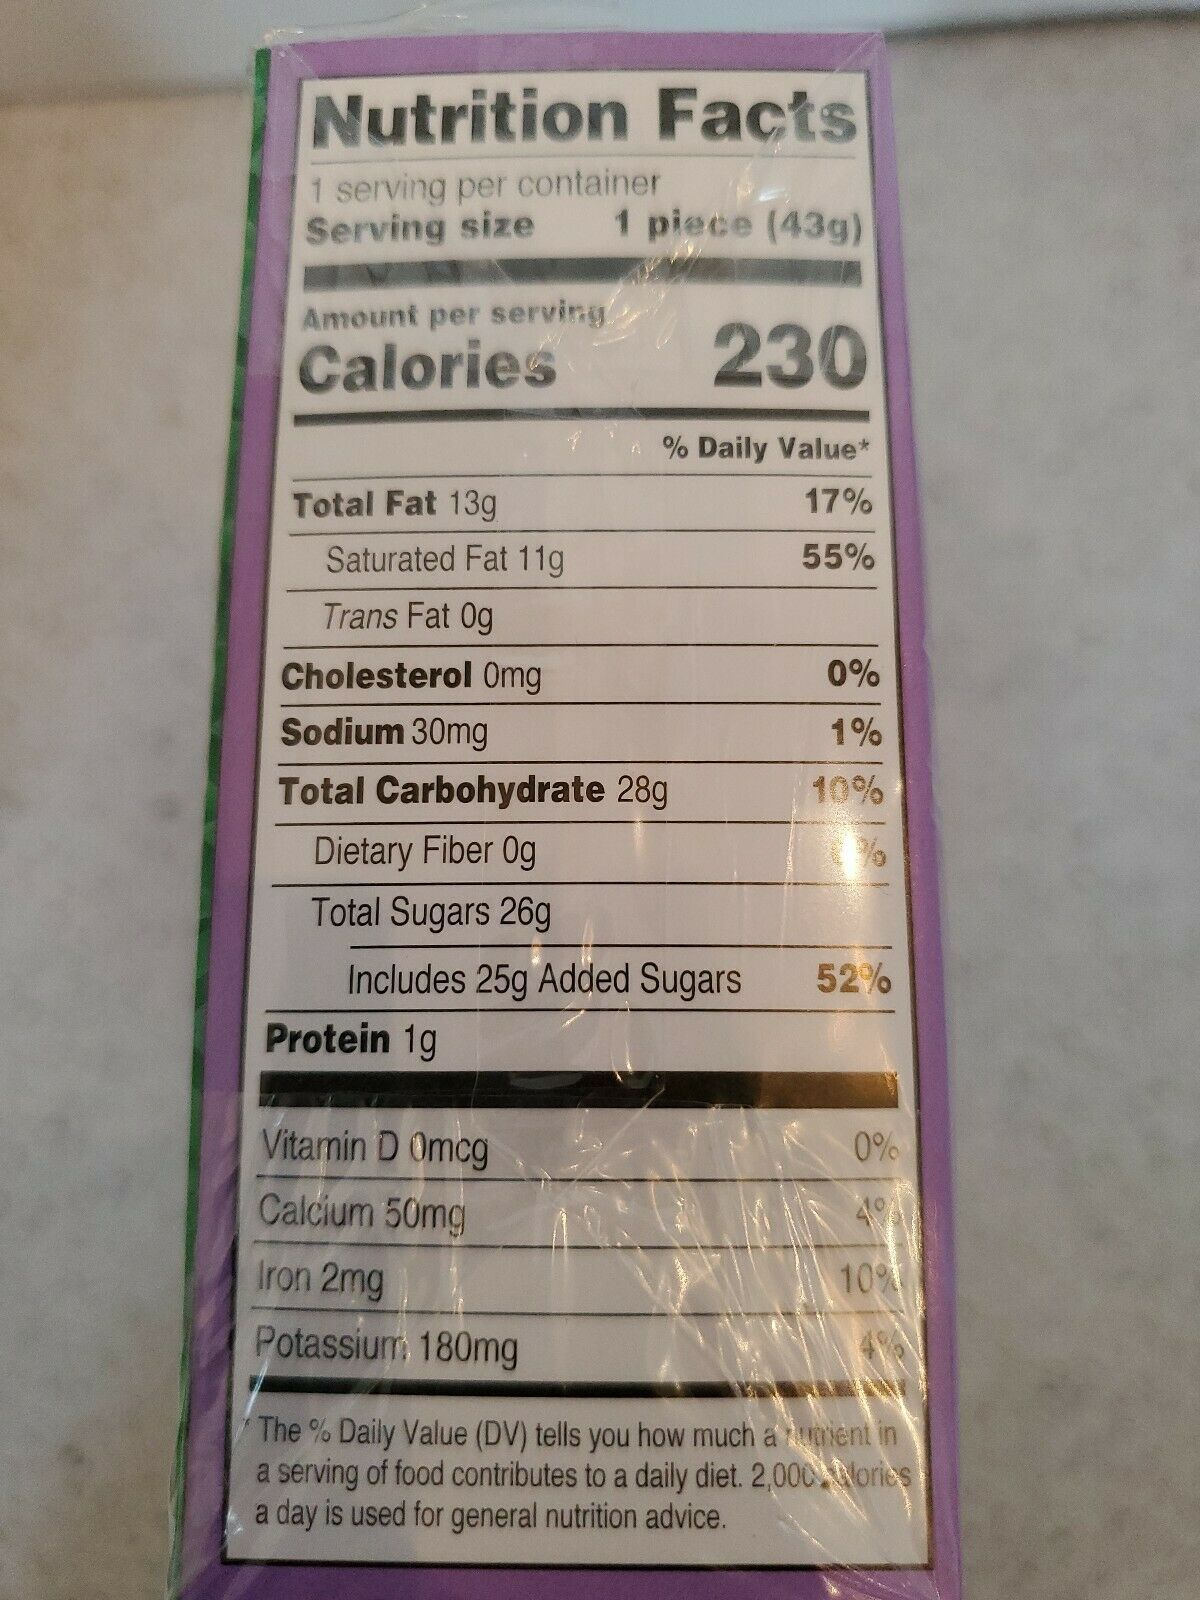 Nutrition Facts
1 serving per container
Serving size 1 piece (43g)
Amount per serving
Calories 230
% Daily Value*
Total Fat 13g 17%
Saturated Fat 11g 55%
Trans Fat 0g
Cholesterol 0mg 0%
Sodium 30mg 1%
Total Carbohydrate 28g 10%
Dietary Fiber 0g
Total Sugars 26g
Includes 25g Added Sugars 52%
Protein 1g
Vitamin D 0mcg 0%
Calcium 50mg 4%
Iron 2mg 10%
Potassium 180mg 4%
* The % Daily Value (DV) tells you how much a nutrient in
a serving of food contributes to a daily diet. 2,000 calories
a day is used for general nutrition advice.